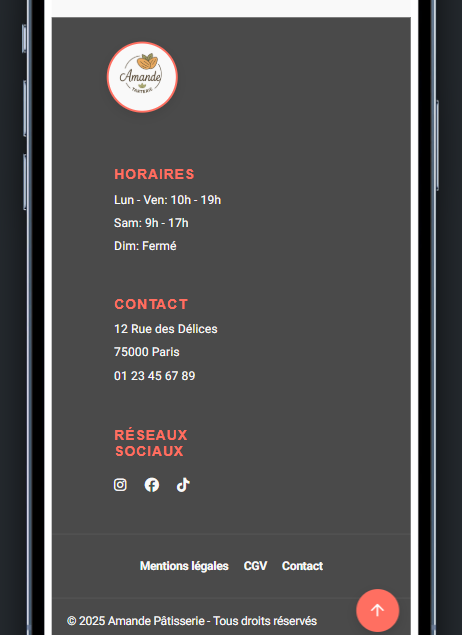 Amande
TARTERIE
HORAIRES
Lun - Ven: 10h - 19h
Sam: 9h - 17h
Dim: Fermé
CONTACT
12 Rue des Délices
75000 Paris
01 23 45 67 89
RÉSEAUX
SOCIAUX
Mentions légales CGV Contact
© 2025 Amande Pâtisserie - Tous droits réservés